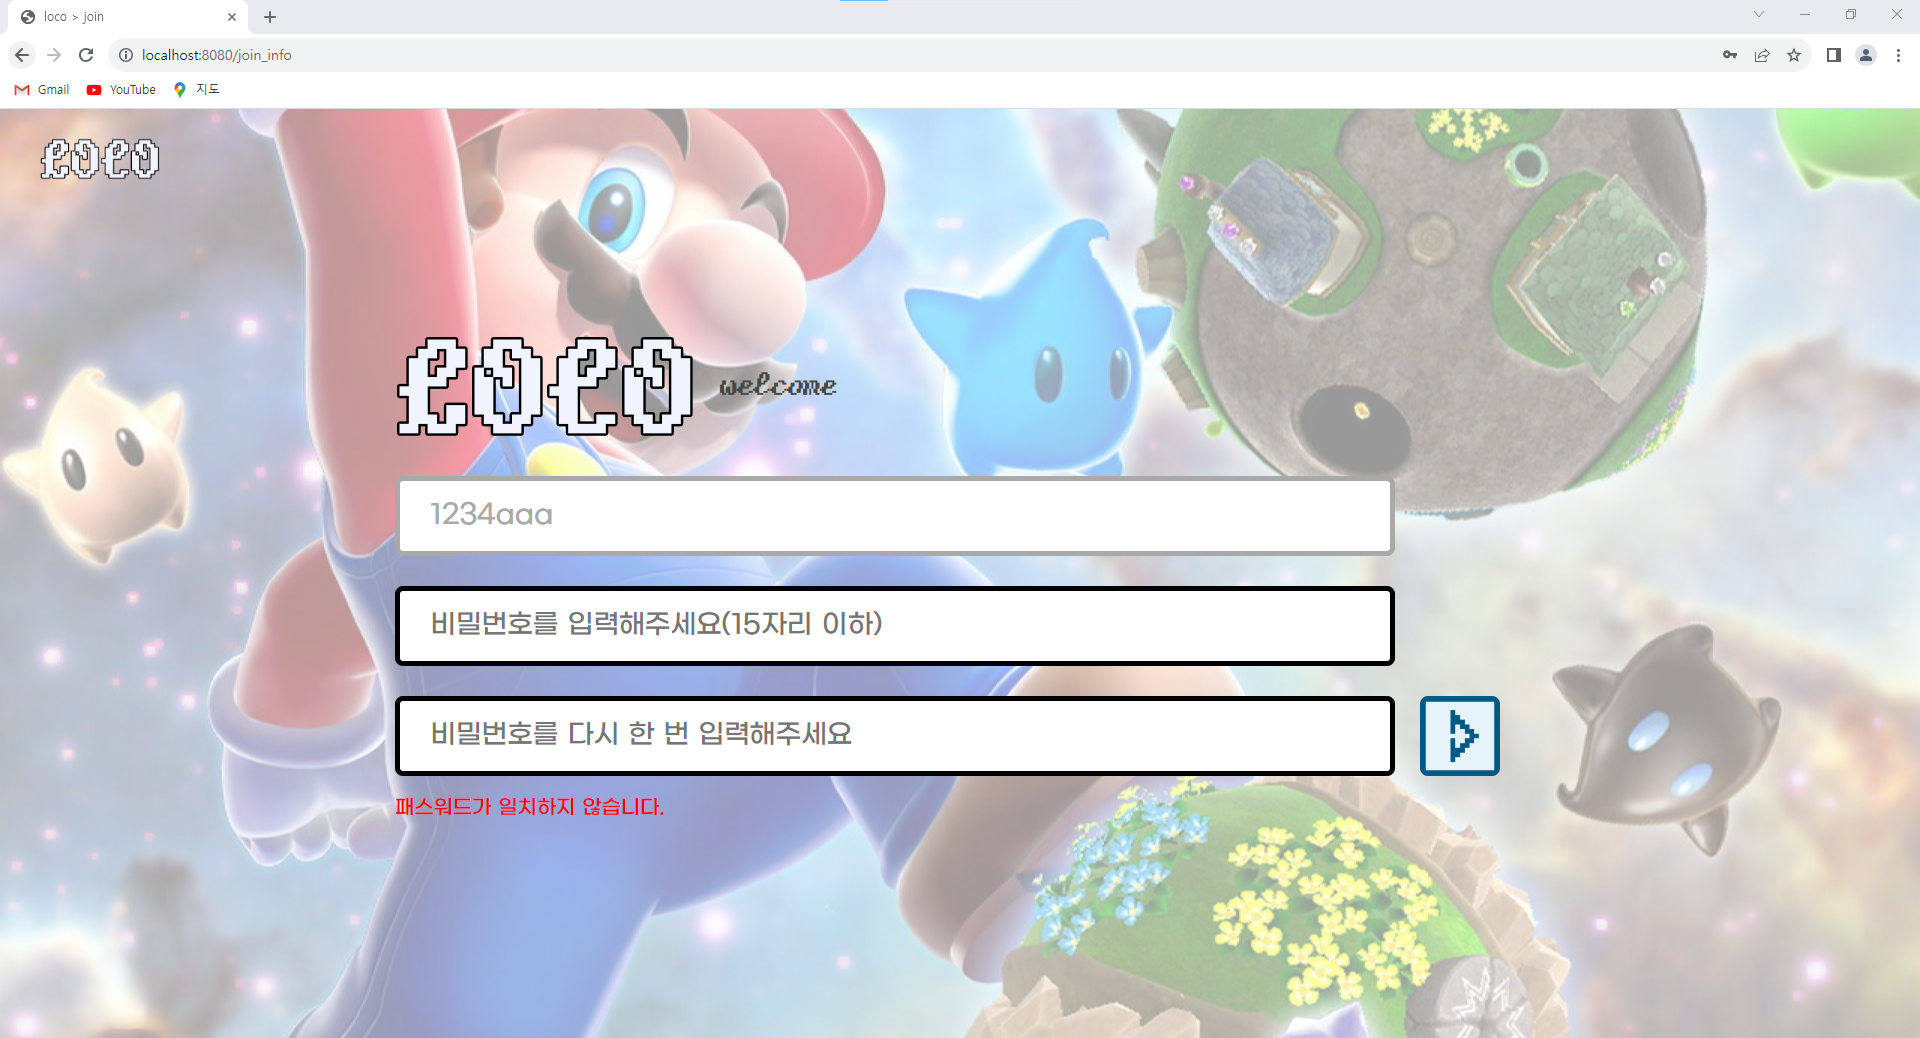 loco > join
localhost:8080/join_info
Gmail YouTube 지도
loco
loco welcome
1234aaa
비밀번호를 입력해주세요(15자리 이하)
비밀번호를 다시 한 번 입력해주세요
패스워드가 일치하지 않습니다.